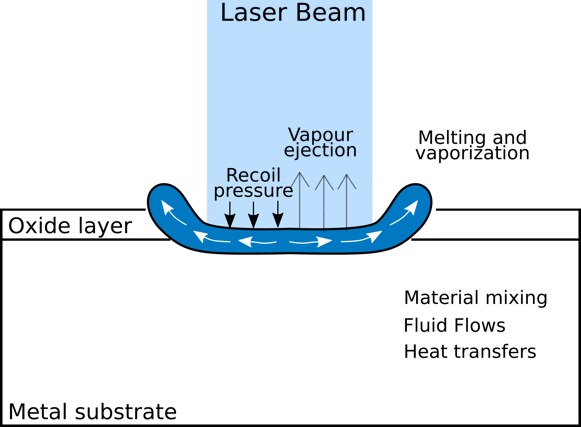 Laser Beam
Vapour
ejection
Melting and
vaporization
Recoil
pressure
Oxide layer
Material mixing
Fluid Flows
Heat transfers
Metal substrate